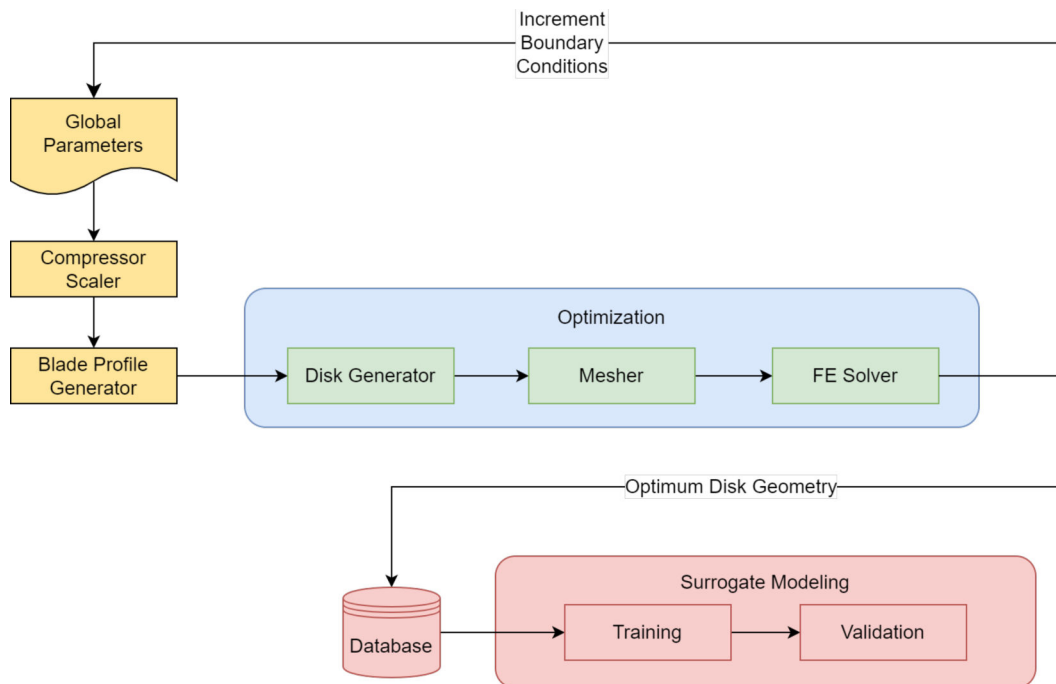 Increment
Boundary
Conditions
Global
Parameters
Compressor
Scaler
Optimization
Blade Profile
Generator
Disk Generator
Mesher
FE Solver
Optimum Disk Geometry
Surrogate Modeling
Database
Training
Validation